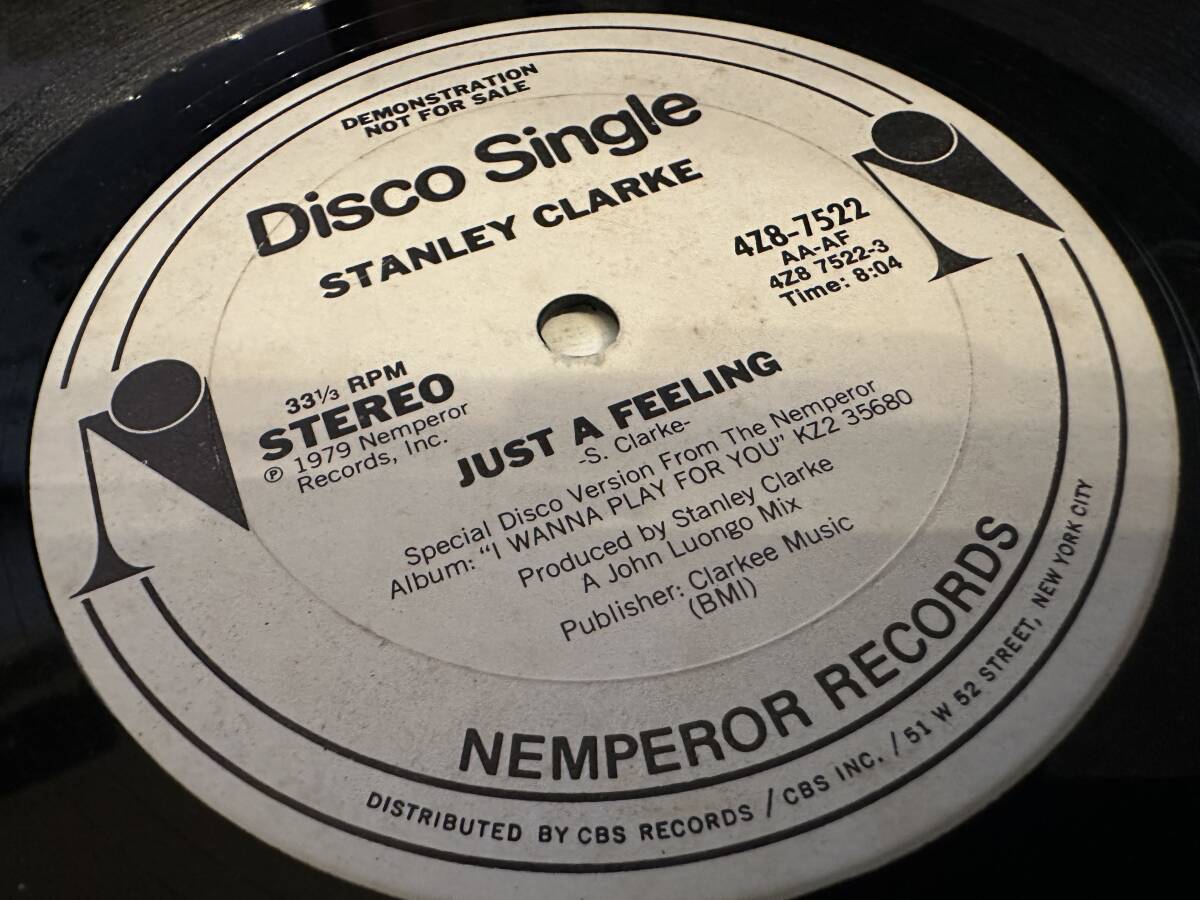 DEMONSTRATION
NOT FOR SALE
Disco Single
STANLEY CLARKE
4Z8-7522
AA-AF
4Z8 7522-3
Time: 8:04
33⅓ RPM
STEREO
℗ 1979 Nemperor
Records, Inc.
JUST A FEELING
-S. Clarke-
Special Disco Version From The Nemperor
Album: "I WANNA PLAY FOR YOU" KZ2 35680
Produced by Stanley Clarke
A John Luongo Mix
Publisher: Clarkee Music
(BMI)
NEMPEROR RECORDS
DISTRIBUTED BY CBS RECORDS / CBS INC. / 51 W 52 STREET, NEW YORK CITY